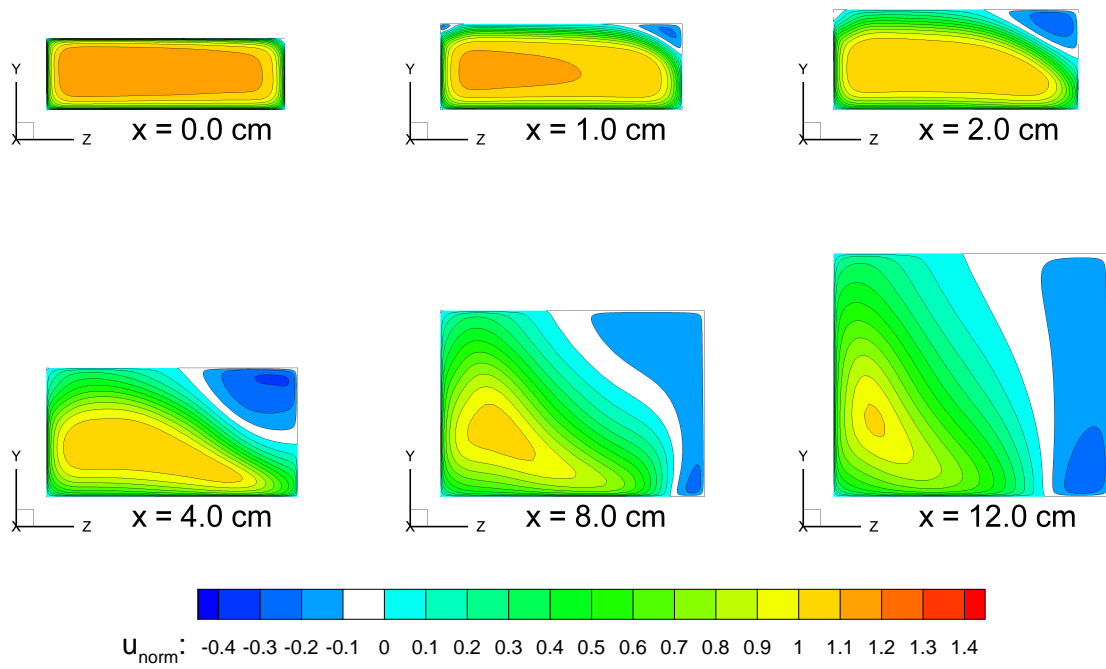 Y
X
Z
x = 0.0 cm
Y
X
Z
x = 1.0 cm
Y
X
Z
x = 2.0 cm
Y
X
Z
x = 4.0 cm
Y
X
Z
x = 8.0 cm
Y
X
Z
x = 12.0 cm
u_norm: -0.4 -0.3 -0.2 -0.1 0 0.1 0.2 0.3 0.4 0.5 0.6 0.7 0.8 0.9 1 1.1 1.2 1.3 1.4